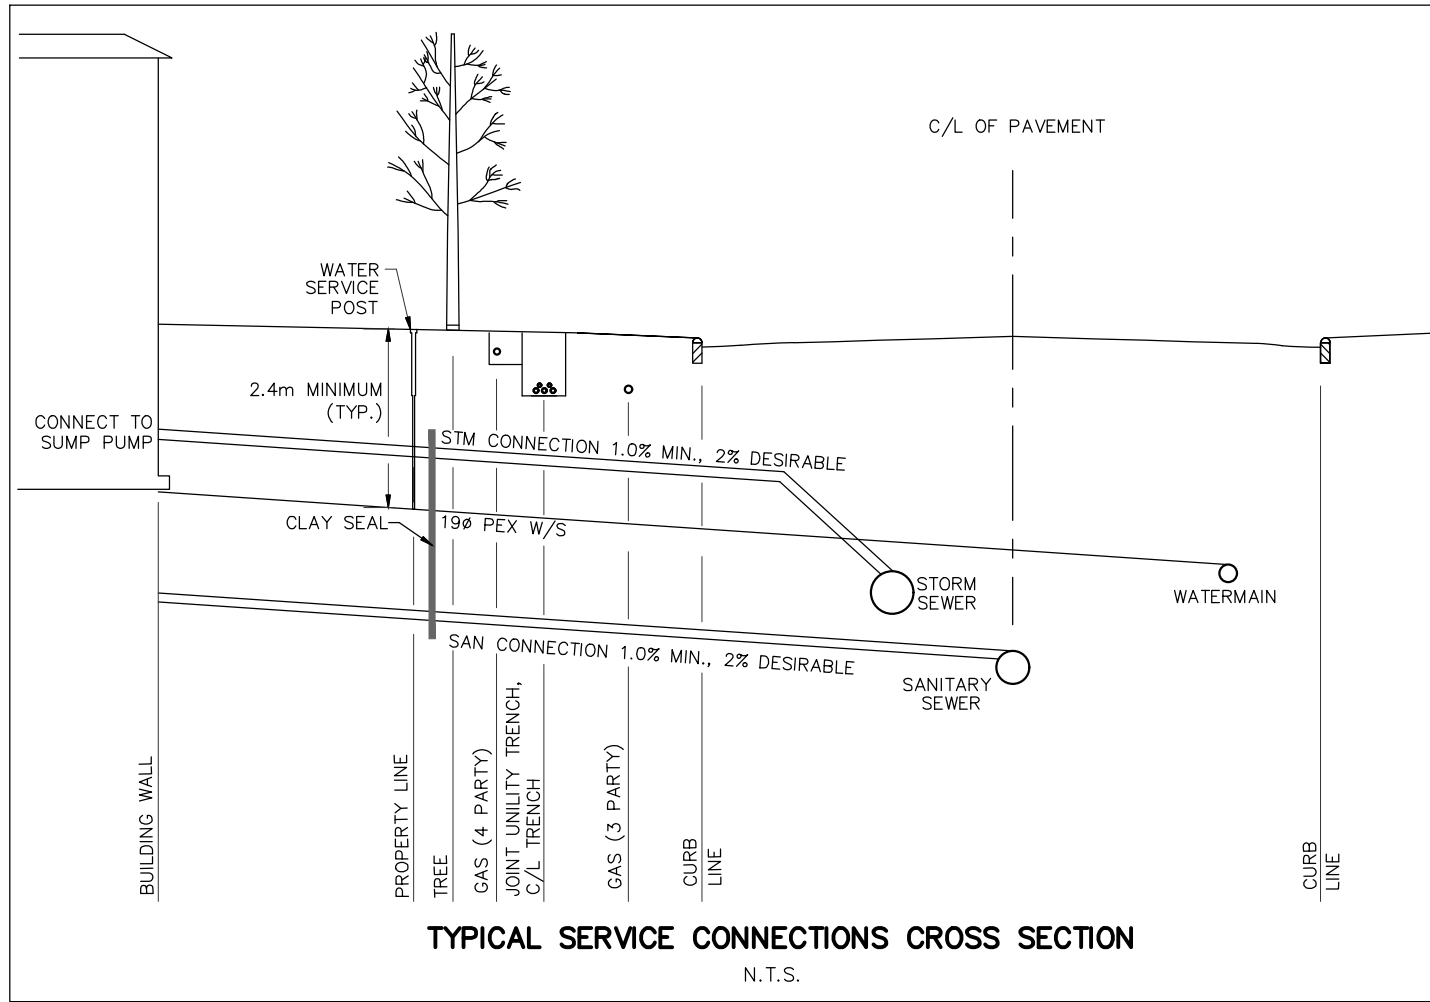 C/L OF PAVEMENT
WATER
SERVICE
POST
2.4m MINIMUM
(TYP.)
CONNECT TO
SUMP PUMP
STM CONNECTION 1.0% MIN., 2% DESIRABLE
CLAY SEAL
19ø PEX W/S
STORM
SEWER
WATERMAIN
SAN CONNECTION 1.0% MIN., 2% DESIRABLE
SANITARY
SEWER
BUILDING WALL
PROPERTY LINE
TREE
GAS (4 PARTY)
JOINT UNILITY TRENCH,
C/L TRENCH
GAS (3 PARTY)
CURB
LINE
CURB
LINE
TYPICAL SERVICE CONNECTIONS CROSS SECTION
N.T.S.